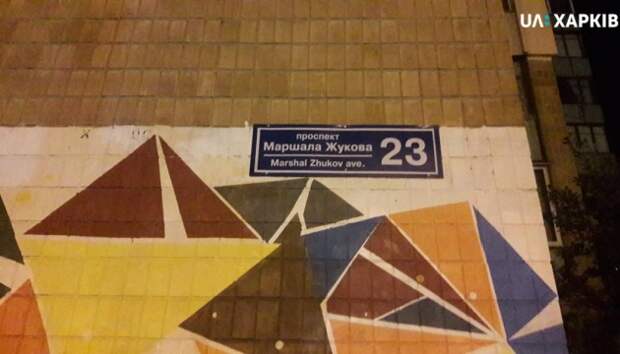 UA:ХАРКІВ
проспект
Маршала Жукова 23
Marshal Zhukov ave.